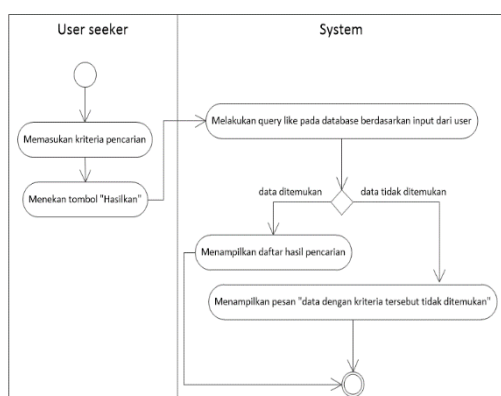 User seeker
System
Memasukan kriteria pencarian
Melakukan query like pada database berdasarkan input dari user
Menekan tombol "Hasilkan"
data ditemukan
data tidak ditemukan
Menampilkan daftar hasil pencarian
Menampilkan pesan "data dengan kriteria tersebut tidak ditemukan"